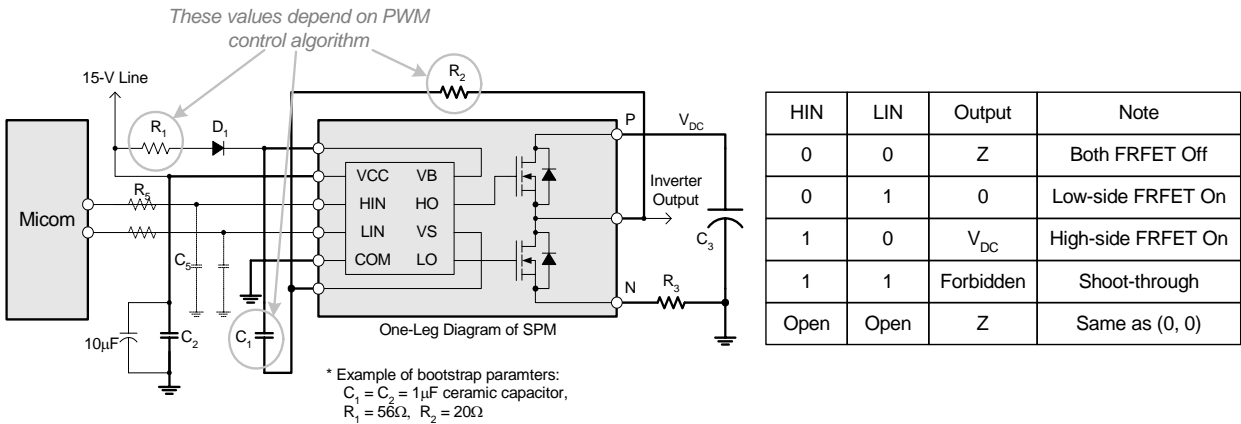 These values depend on PWM
control algorithm
15-V Line
R1
D1
R2
Micom
R5
C5
10μF
C2
C1
VCC
VB
HIN
HO
LIN
VS
COM
LO
P
N
VDC
Inverter
Output
C3
R3
One-Leg Diagram of SPM
* Example of bootstrap paramters:
C1 = C2 = 1μF ceramic capacitor,
R1 = 56Ω, R2 = 20Ω
HIN LIN Output Note
0 0 Z Both FRFET Off
0 1 0 Low-side FRFET On
1 0 VDC High-side FRFET On
1 1 Forbidden Shoot-through
Open Open Z Same as (0, 0)